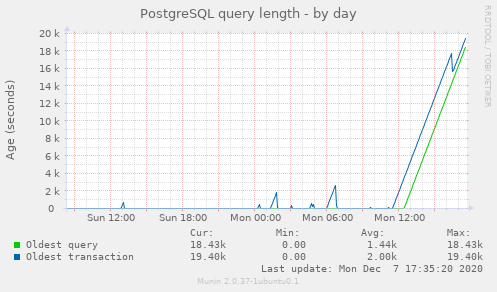 PostgreSQL query length - by day
RRDTOOL / TOBI OETIKER
Age (seconds)
20 k
18 k
16 k
14 k
12 k
10 k
8 k
6 k
4 k
2 k
0
Sun 12:00 Sun 18:00 Mon 00:00 Mon 06:00 Mon 12:00
Cur: Min: Avg: Max:
Oldest query 18.43k 0.00 1.44k 18.43k
Oldest transaction 19.40k 0.00 2.00k 19.40k
Last update: Mon Dec 7 17:35:20 2020
Munin 2.0.37-1ubuntu0.1